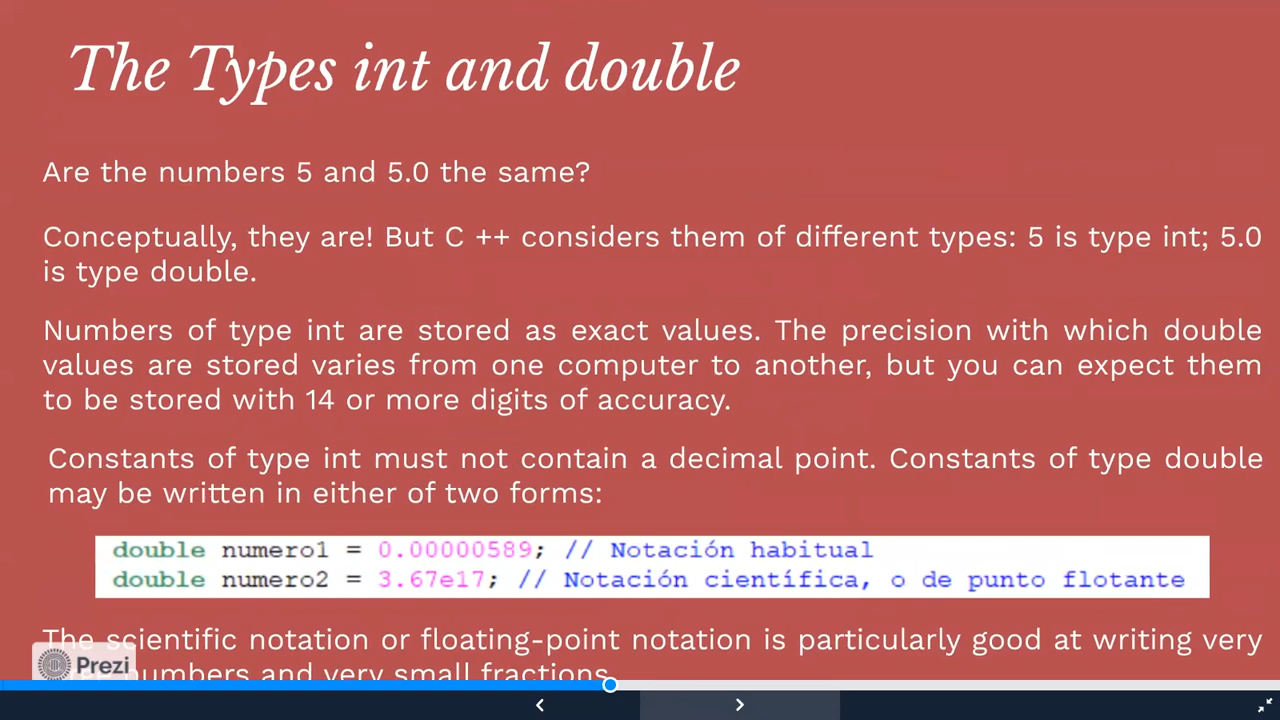 The Types int and double
Are the numbers 5 and 5.0 the same?
Conceptually, they are! But C ++ considers them of different types: 5 is type int; 5.0
is type double.
Numbers of type int are stored as exact values. The precision with which double
values are stored varies from one computer to another, but you can expect them
to be stored with 14 or more digits of accuracy.
Constants of type int must not contain a decimal point. Constants of type double
may be written in either of two forms:
double numero1 = 0.00000589; // Notación habitual
double numero2 = 3.67e17; // Notación científica, o de punto flotante
The scientific notation or floating-point notation is particularly good at writing very
numbers and very small fractions.
Prezi